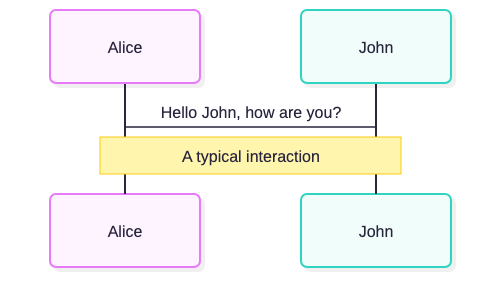 Alice
John
Hello John, how are you?
A typical interaction
Alice
John